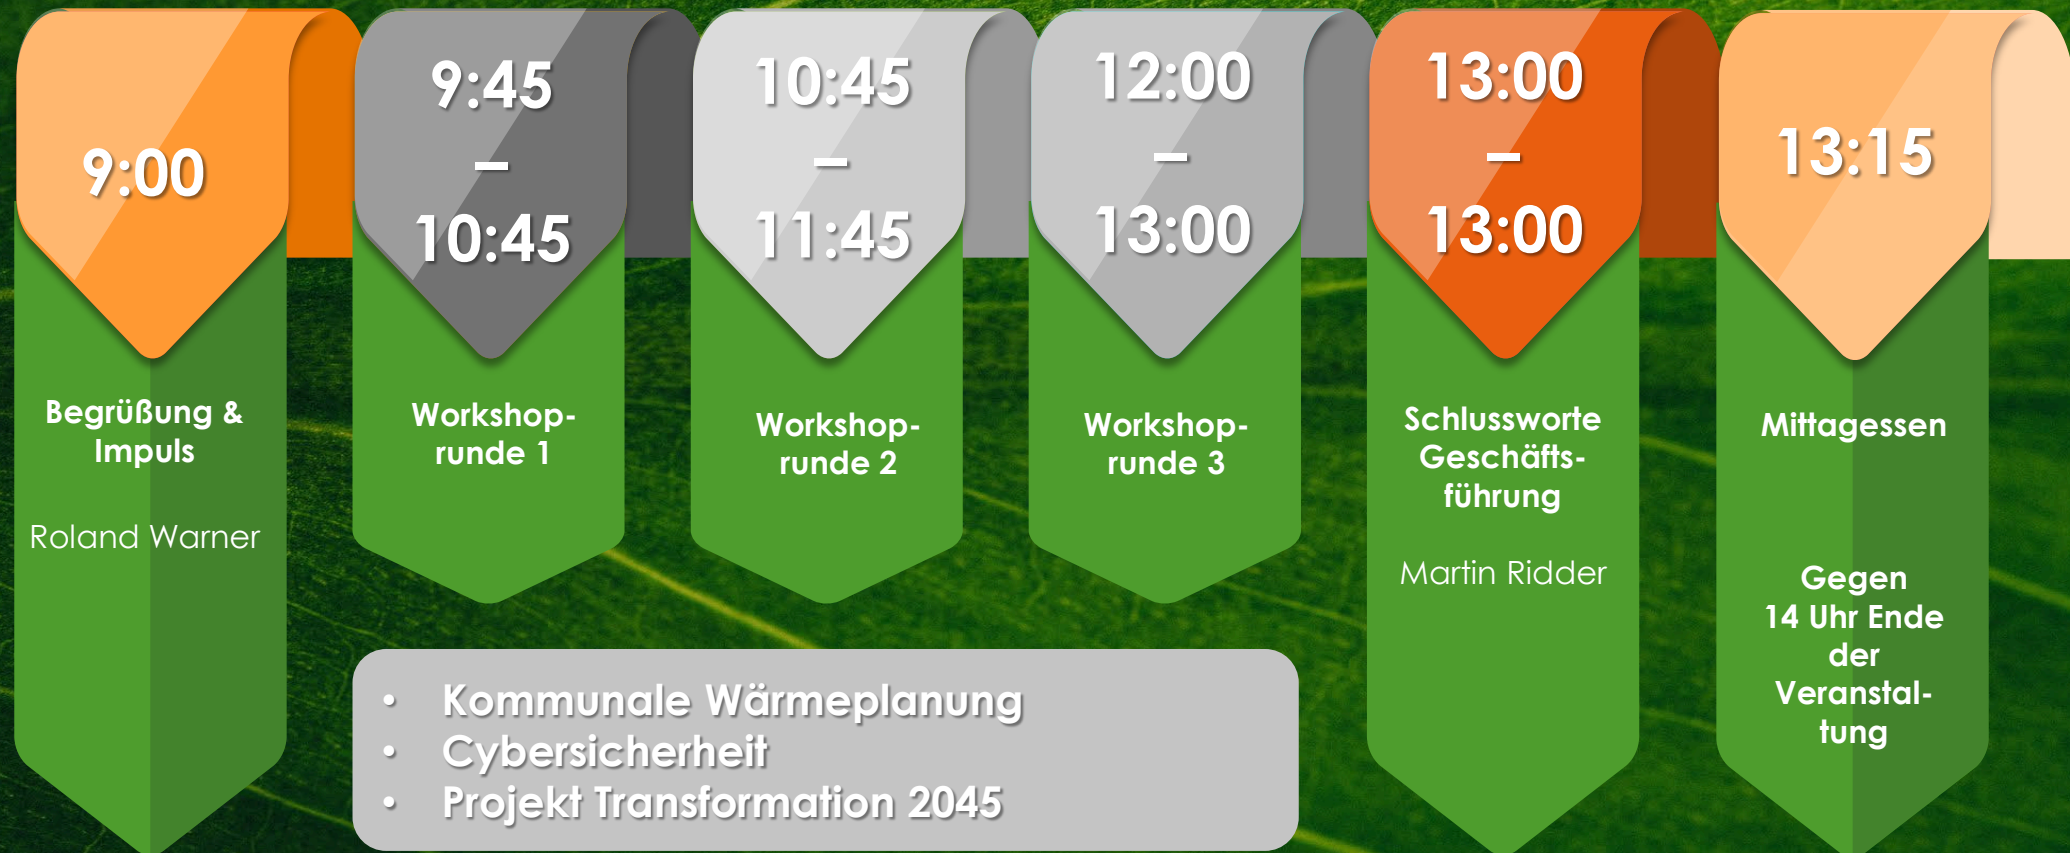 9:00
Begrüßung &
Impuls
Roland Warner
9:45
–
10:45
Workshop-
runde 1
10:45
–
11:45
Workshop-
runde 2
12:00
–
13:00
Workshop-
runde 3
13:00
–
13:00
Schlussworte
Geschäfts-
führung
Martin Ridder
13:15
Mittagessen
Gegen
14 Uhr Ende
der
Veranstal-
tung
• Kommunale Wärmeplanung
• Cybersicherheit
• Projekt Transformation 2045